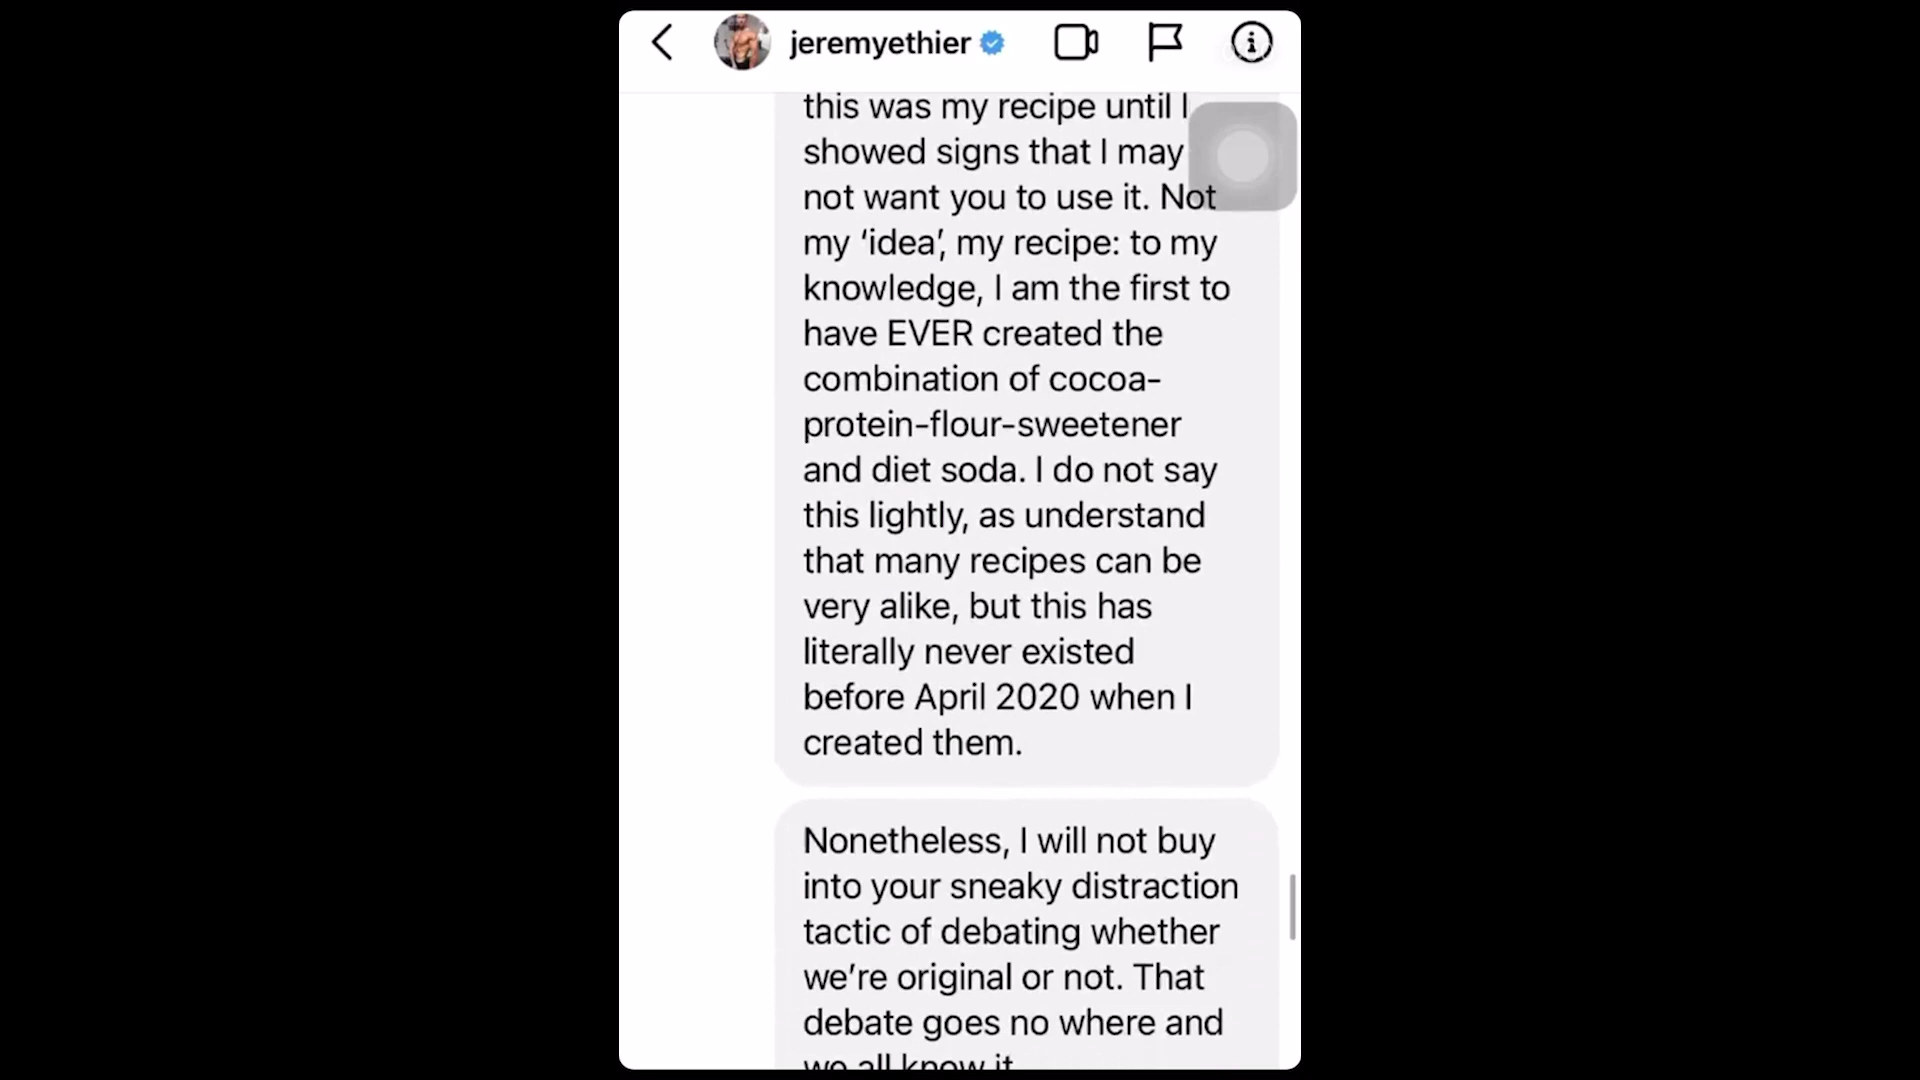 jeremyethier
this was my recipe until I
showed signs that I may
not want you to use it. Not
my ‘idea’, my recipe: to my
knowledge, I am the first to
have EVER created the
combination of cocoa-
protein-flour-sweetener
and diet soda. I do not say
this lightly, as understand
that many recipes can be
very alike, but this has
literally never existed
before April 2020 when I
created them.
Nonetheless, I will not buy
into your sneaky distraction
tactic of debating whether
we’re original or not. That
debate goes no where and
we all know it